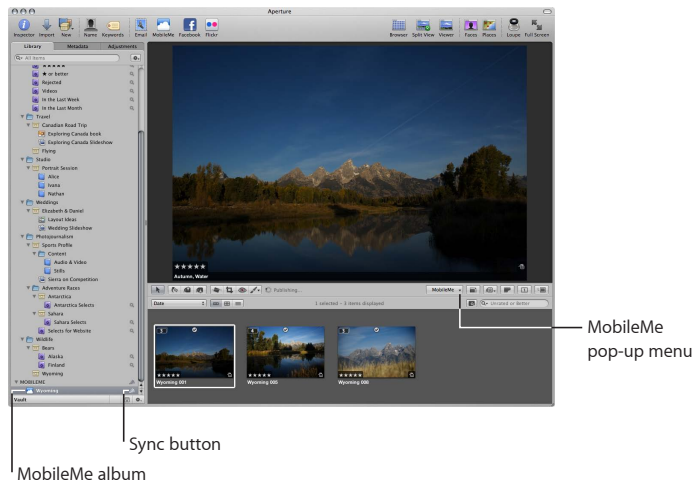 Aperture
Inspector Import New Name Keywords Email MobileMe Facebook Flickr Browser Split View Viewer Faces Places Loupe Full Screen
Library Metadata Adjustments
All Items
★★★★★
★ or better
Rejected
Videos
In the Last Week
In the Last Month
Travel
Canadian Road Trip
Exploring Canada book
Exploring Canada Slideshow
Flying
Studio
Portrait Session
Alice
Ivana
Nathan
Weddings
Elizabeth & Daniel
Layout Ideas
Wedding Slideshow
Photojournalism
Sports Profile
Content
Audio & Video
Stills
Sierra on Competition
Adventure Races
Antarctica
Antarctica Selects
Sahara
Sahara Selects
Selects for Website
Wildlife
Bears
Alaska
Finland
Wyoming
MOBILEME
Wyoming
Vault
★★★★★
Autumn, Water
Publishing...
MobileMe
Date
1 selected - 3 items displayed
Unrated or Better
★★★★★
Wyoming 001
★★★★★
Wyoming 005
★★★★★
Wyoming 006
MobileMe
pop-up menu
Sync button
MobileMe album